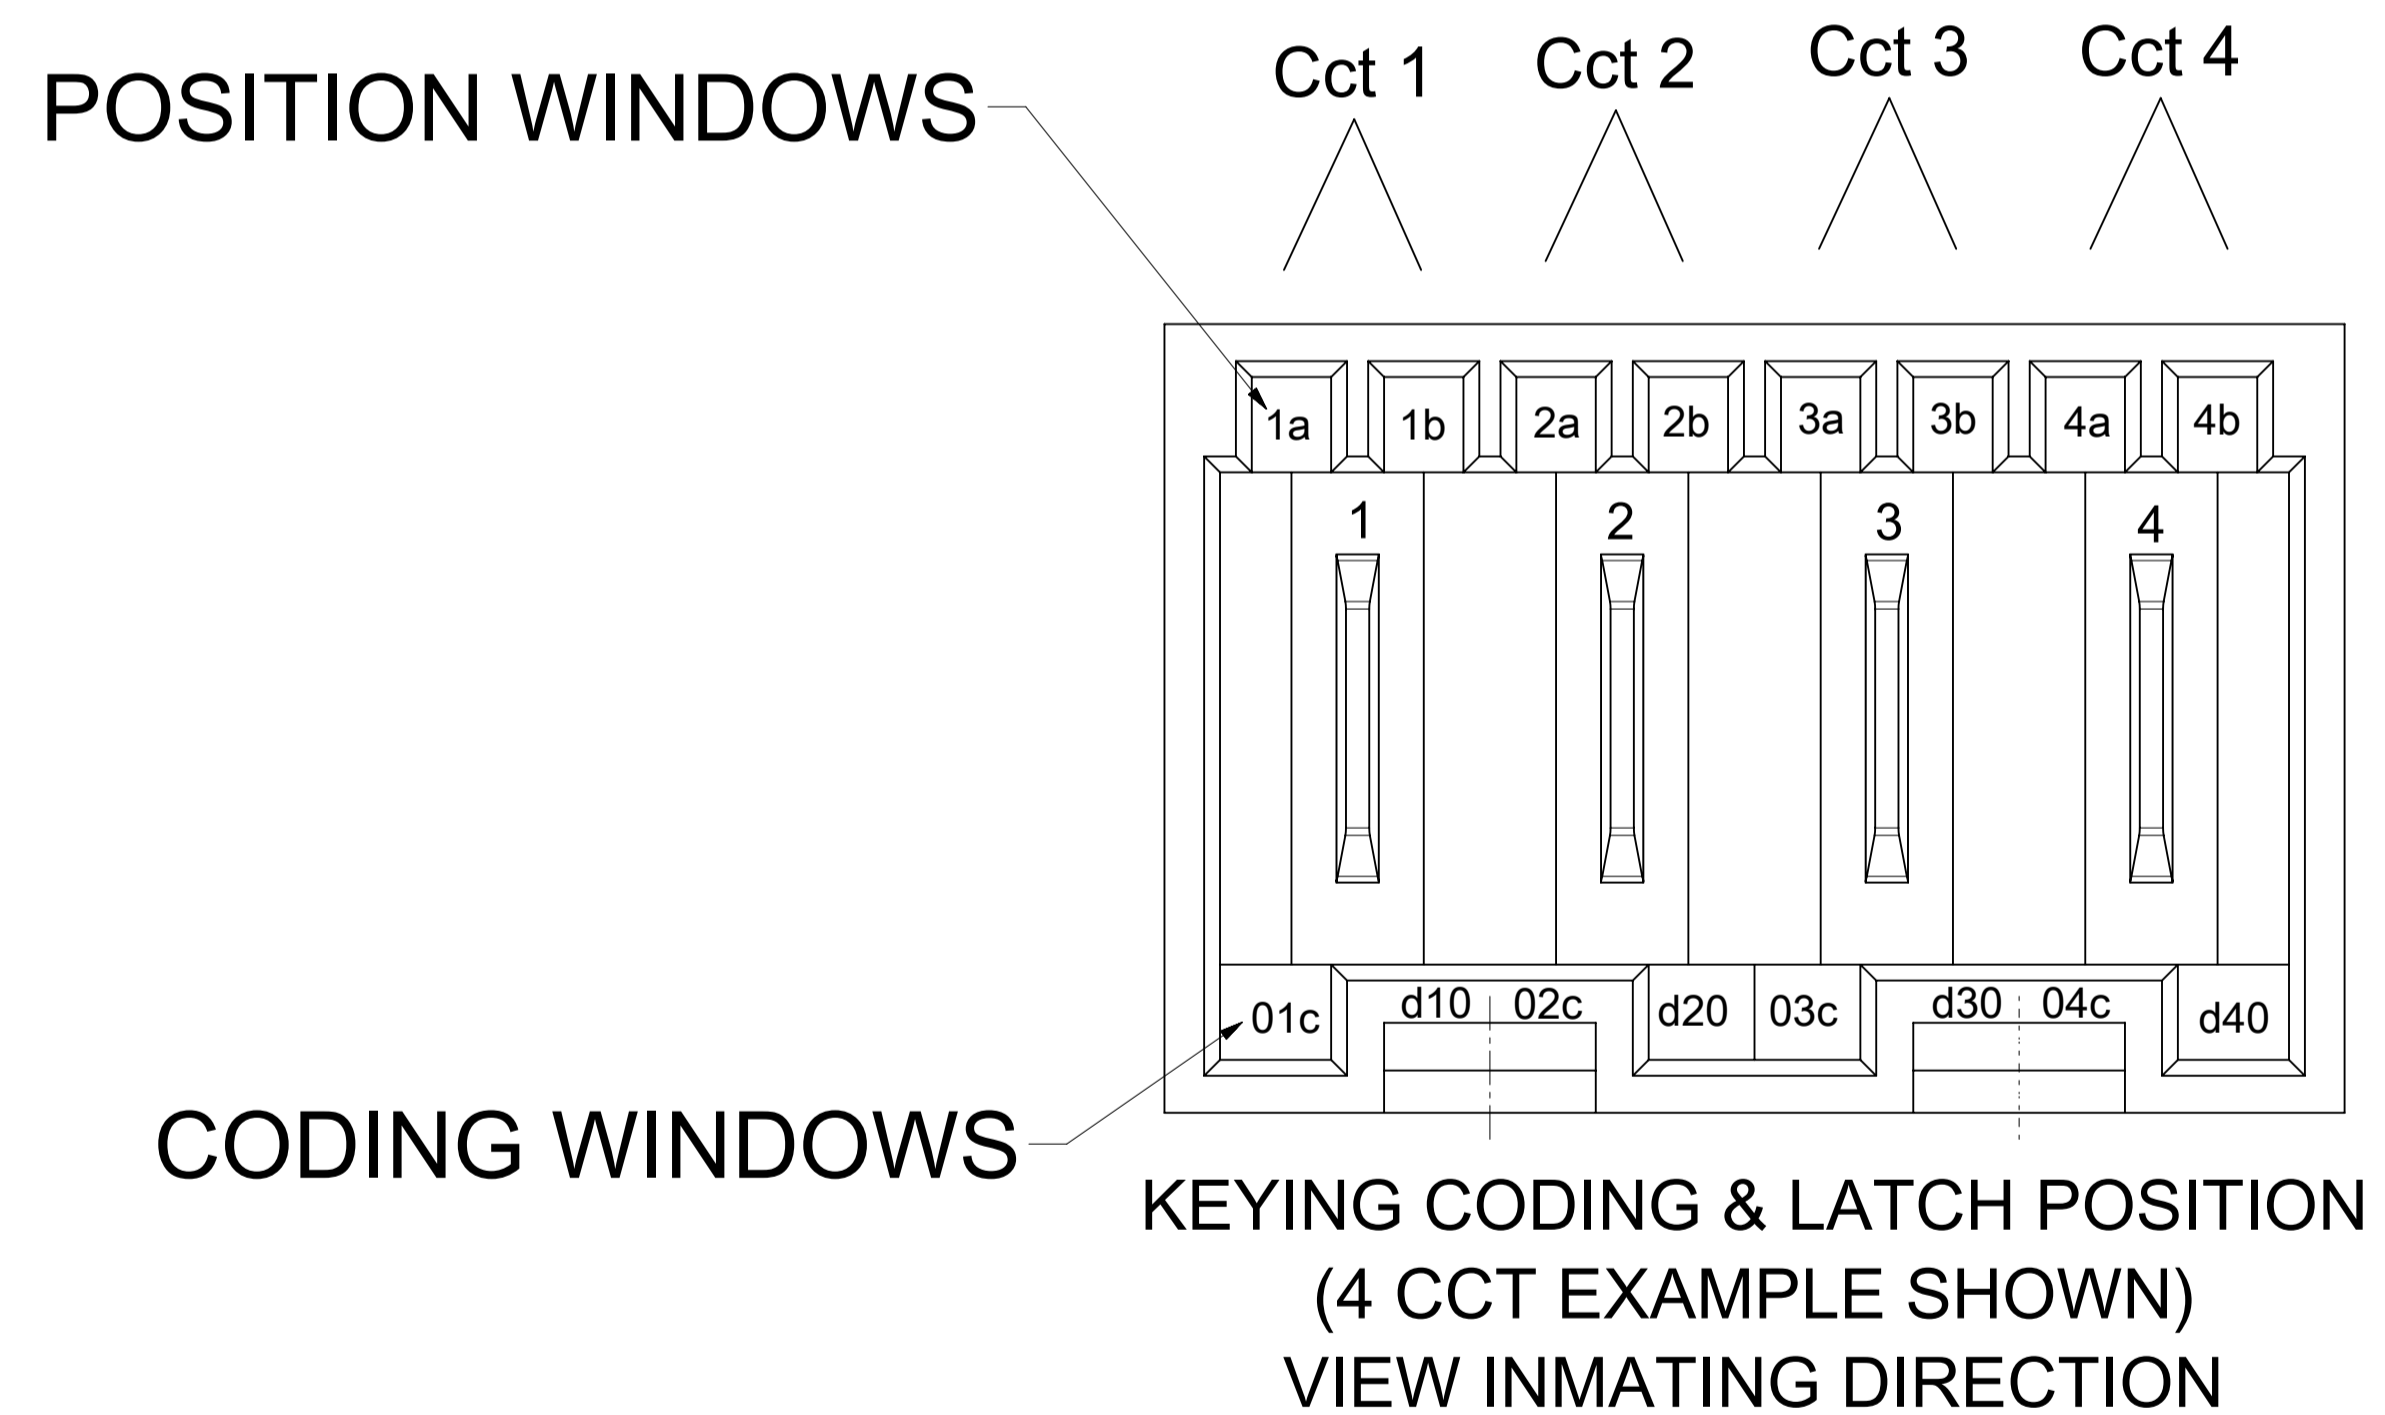 Cct 1 Cct 2 Cct 3 Cct 4
POSITION WINDOWS
1a 1b 2a 2b 3a 3b 4a 4b
1 2 3 4
01c d10 02c d20 03c d30 04c d40
CODING WINDOWS
KEYING CODING & LATCH POSITION
(4 CCT EXAMPLE SHOWN)
VIEW INMATING DIRECTION